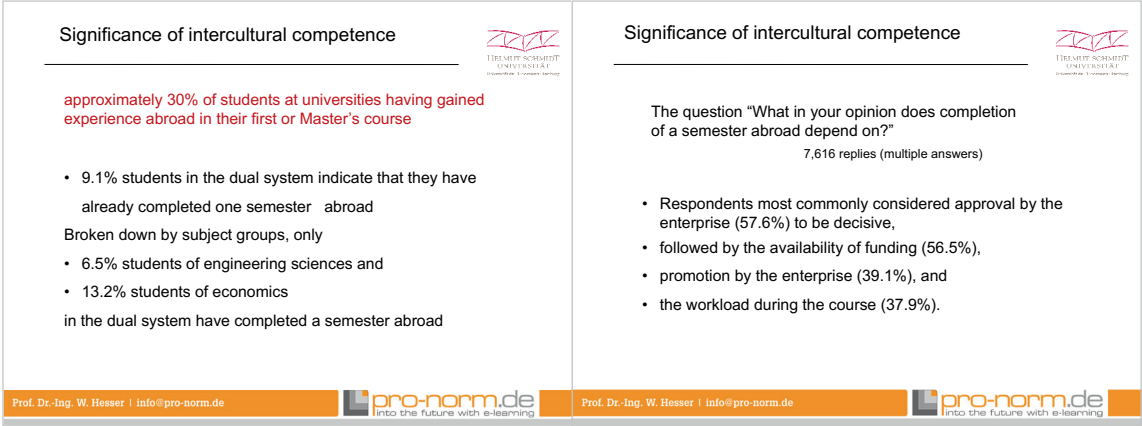 Significance of intercultural competence
HELMUT SCHMIDT
UNIVERSITÄT
approximately 30% of students at universities having gained
experience abroad in their first or Master's course
• 9.1% students in the dual system indicate that they have
already completed one semester abroad
Broken down by subject groups, only
• 6.5% students of engineering sciences and
• 13.2% students of economics
in the dual system have completed a semester abroad
Prof. Dr.-Ing. W. Hesser | info@pro-norm.de
pro-norm.de
into the future with e-learning
Significance of intercultural competence
HELMUT SCHMIDT
UNIVERSITÄT
The question “What in your opinion does completion
of a semester abroad depend on?”
7,616 replies (multiple answers)
• Respondents most commonly considered approval by the
enterprise (57.6%) to be decisive,
• followed by the availability of funding (56.5%),
• promotion by the enterprise (39.1%), and
• the workload during the course (37.9%).
Prof. Dr.-Ing. W. Hesser | info@pro-norm.de
pro-norm.de
into the future with e-learning